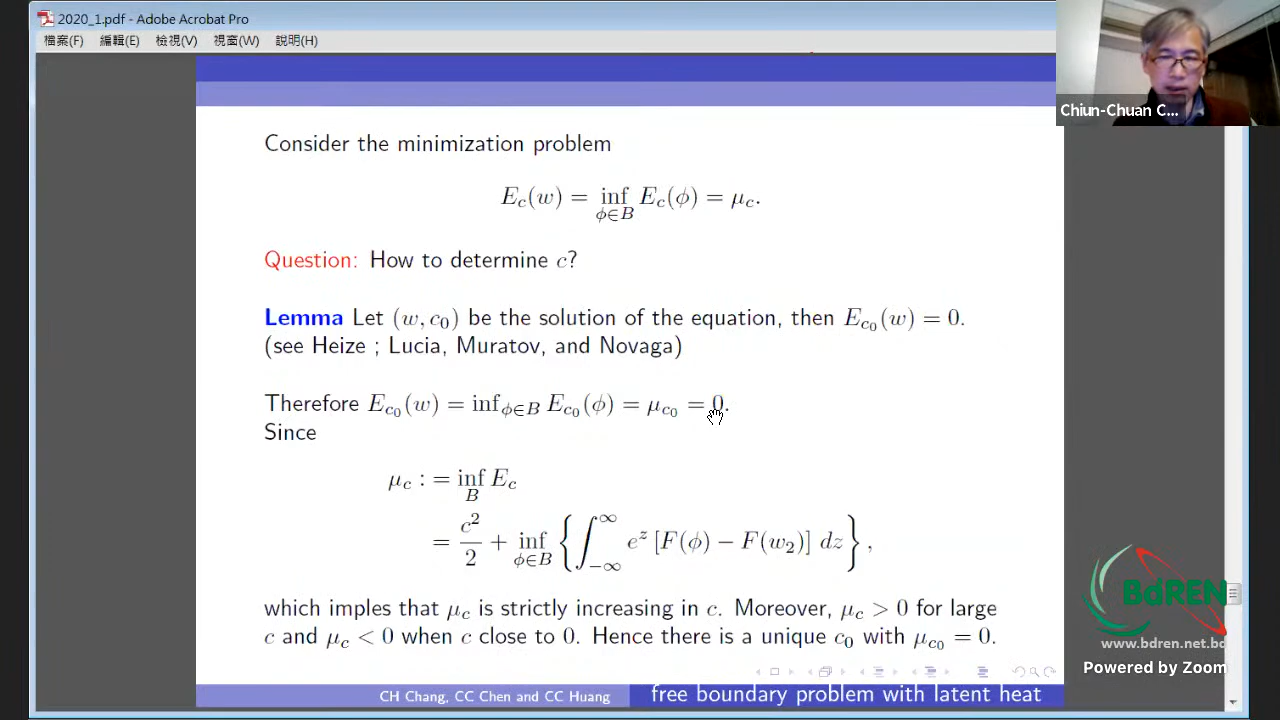 2020_1.pdf - Adobe Acrobat Pro
檔案(F) 編輯(E) 檢視(V) 視窗(W) 說明(H)
Chiun-Chuan C...
Consider the minimization problem
E_c(w) = inf_{ϕ∈B} E_c(ϕ) = μ_c.
Question: How to determine c?
Lemma Let (w, c_0) be the solution of the equation, then E_{c_0}(w) = 0.
(see Heize ; Lucia, Muratov, and Novaga)
Therefore E_{c_0}(w) = inf_{ϕ∈B} E_{c_0}(ϕ) = μ_{c_0} = 0.
Since
μ_c : = inf_B E_c
= c^2/2 + inf_{ϕ∈B} { ∫_{-∞}^{∞} e^z [F(ϕ) − F(w_2)] dz } ,
which imples that μ_c is strictly increasing in c. Moreover, μ_c > 0 for large
c and μ_c < 0 when c close to 0. Hence there is a unique c_0 with μ_{c_0} = 0.
BdREN
www.bdren.net.bd
Powered by Zoom
CH Chang, CC Chen and CC Huang free boundary problem with latent heat